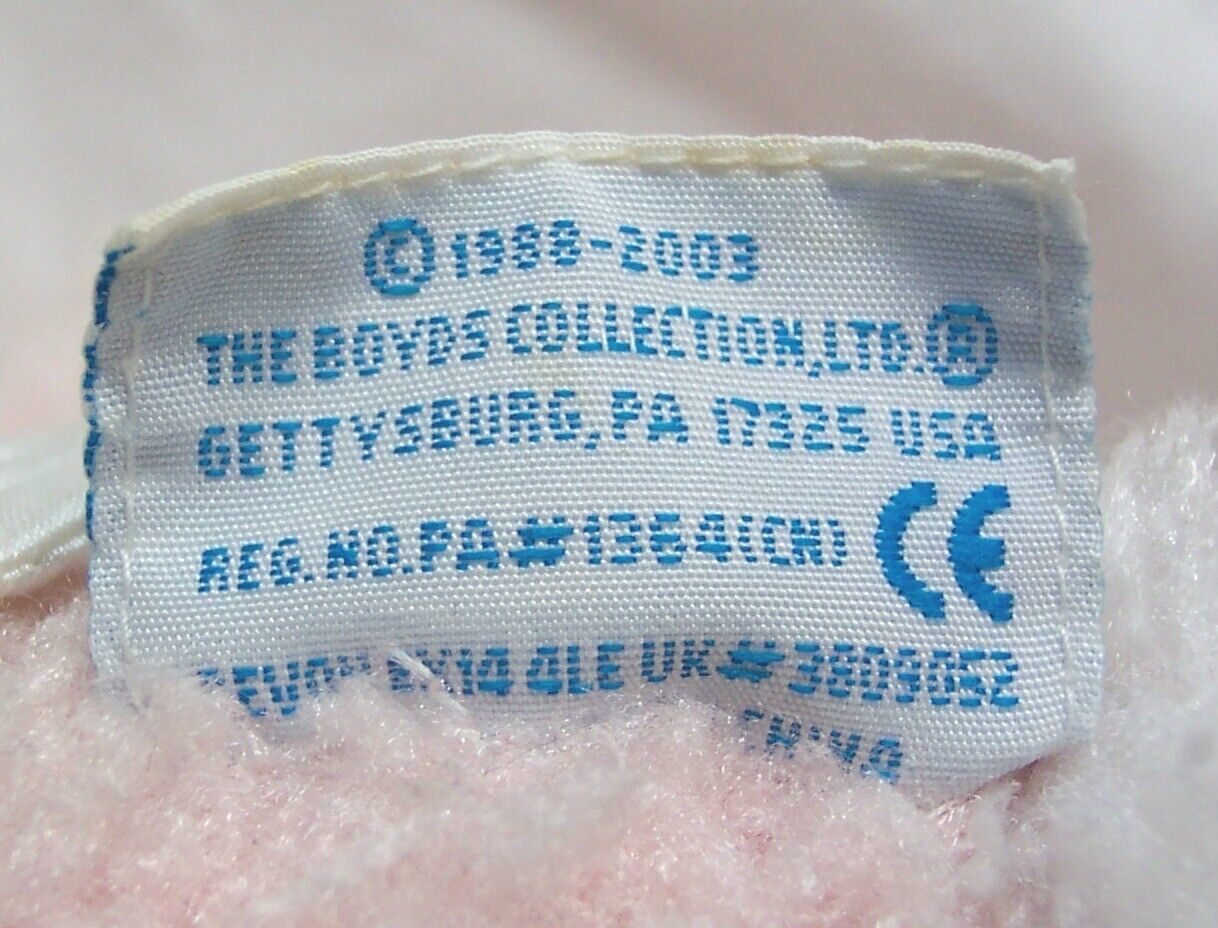 © 1988-2003
THE BOYDS COLLECTION,LTD.®
GETTYSBURG, PA 17325 USA
REG. NO. PA#1364(CN) CE
4LE UK#3809052
CHINA